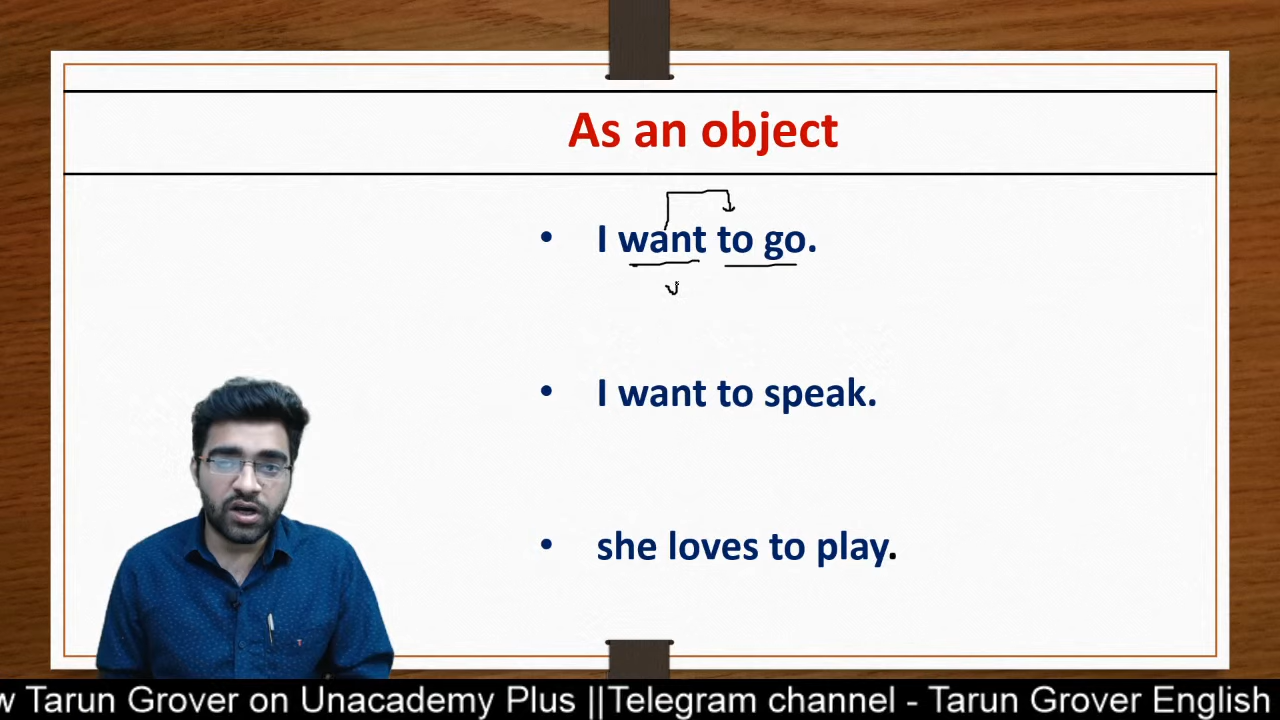 As an object
• I want to go.
V
• I want to speak.
• she loves to play.
w Tarun Grover on Unacademy Plus ||Telegram channel - Tarun Grover English